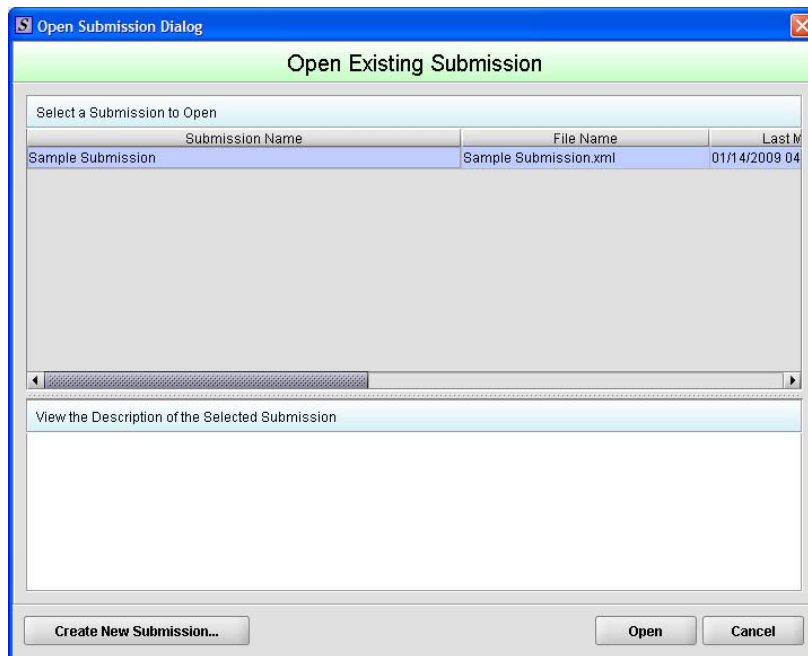 S Open Submission Dialog
Open Existing Submission
Select a Submission to Open
Submission Name File Name Last M
Sample Submission Sample Submission.xml 01/14/2009 04
View the Description of the Selected Submission
Create New Submission... Open Cancel